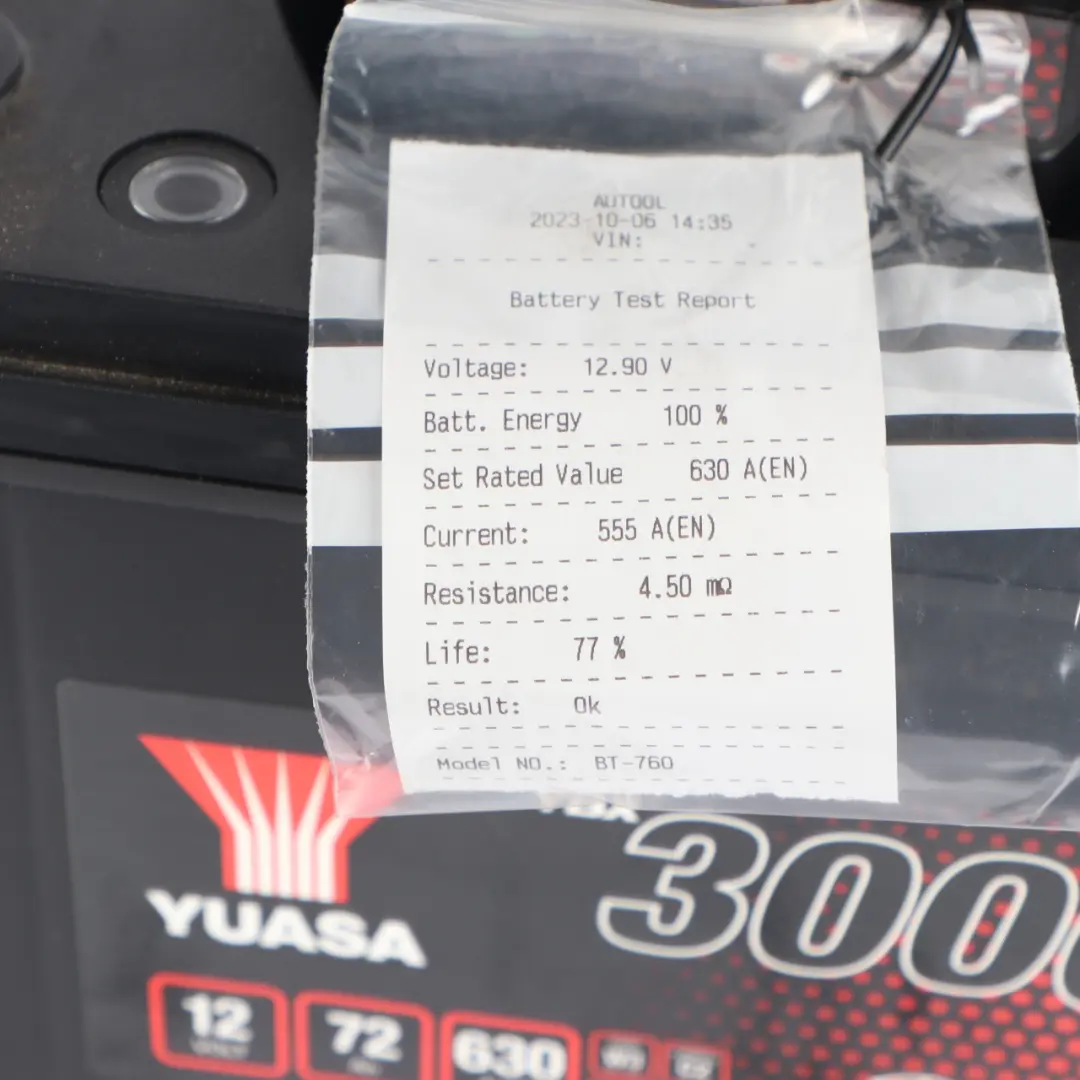 AUTOOL
2023-10-06 14:35
VIN:
Battery Test Report
Voltage: 12.90 V
Batt. Energy 100 %
Set Rated Value 630 A(EN)
Current: 555 A(EN)
Resistance: 4.50 mΩ
Life: 77 %
Result: Ok
Model NO.: BT-760
YBX
300
YUASA
12 72 630
VOLT